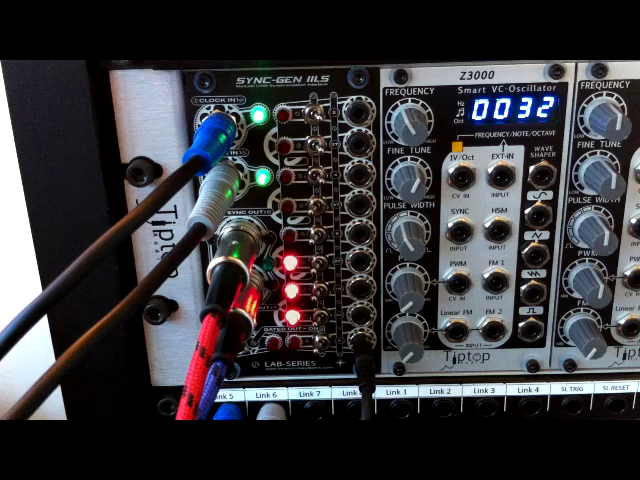 SYNC-GEN IILS
CLOCK IN
SYNC OUT
GATED OUT - ON
LAB-SERIES
Z3000
Smart VC-Oscillator
Hz
Oct
0032
FREQUENCY/NOTE/OCTAVE
FREQUENCY
FINE TUNE
PULSE WIDTH
PWM
FM
1V/Oct
CV IN
EXT-IN
INPUT
WAVE
SHAPER
SYNC
INPUT
HSM
INPUT
PWM
CV IN
FM 1
INPUT
Linear FM
FM 2
INPUT
Tiptop
FREQUENCY
FINE TUNE
PULSE WIDTH
PWM
FM
Tiptop
Link 5
Link 6
Link 7
Link 1
Link 2
Link 3
Link 4
SL TRIG
SL RESET